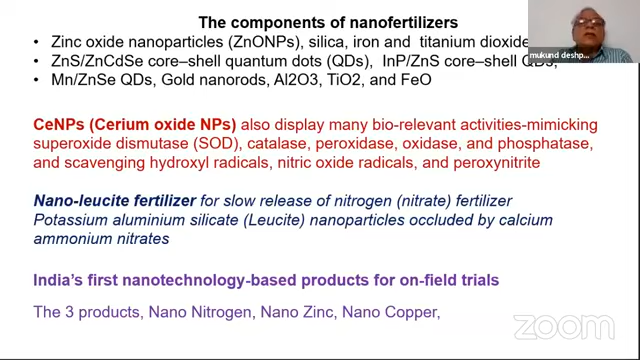 The components of nanofertilizers
• Zinc oxide nanoparticles (ZnONPs), silica, iron and titanium dioxide
• ZnS/ZnCdSe core–shell quantum dots (QDs), InP/ZnS core–shell QDs,
• Mn/ZnSe QDs, Gold nanorods, Al2O3, TiO2, and FeO
mukund deshp...
CeNPs (Cerium oxide NPs) also display many bio-relevant activities-mimicking
superoxide dismutase (SOD), catalase, peroxidase, oxidase, and phosphatase,
and scavenging hydroxyl radicals, nitric oxide radicals, and peroxynitrite
Nano-leucite fertilizer for slow release of nitrogen (nitrate) fertilizer
Potassium aluminium silicate (Leucite) nanoparticles occluded by calcium
ammonium nitrates
India's first nanotechnology-based products for on-field trials
The 3 products, Nano Nitrogen, Nano Zinc, Nano Copper,
zoom